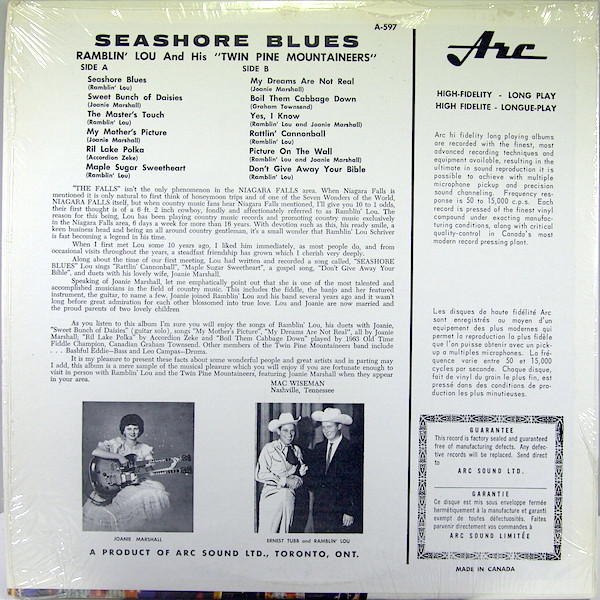 A-597
SEASHORE BLUES
RAMBLIN' LOU And His "TWIN PINE MOUNTAINEERS"
SIDE A
Seashore Blues
(Ramblin' Lou)
Sweet Bunch of Daisies
(Joanie Marshall)
The Master's Touch
(Ramblin' Lou)
My Mother's Picture
(Joanie Marshall)
Ril Lake Polka
(Accordion Zeke)
Maple Sugar Sweetheart
(Ramblin' Lou)
SIDE B
My Dreams Are Not Real
(Joanie Marshall)
Boil Them Cabbage Down
(Graham Townsend)
Yes, I Know
(Ramblin' Lou and Joanie Marshall)
Rattlin' Cannonball
(Ramblin' Lou)
Picture On The Wall
(Ramblin' Lou and Joanie Marshall)
Don't Give Away Your Bible
(Ramblin' Lou)
"THE FALLS" isn't the only phenomenon in the NIAGARA FALLS area. When Niagara Falls is
mentioned it is only natural to first think of honeymoon trips and of one of the Seven Wonders of the World,
NIAGARA FALLS itself, but when country music fans hear Niagara Falls mentioned, I'll give you 10 to 1 odds,
their first thought is of a 6 ft. 2 inch cowboy, fondly and affectionately referred to as Ramblin' Lou. The
reason for this being, Lou has been playing country music records and promoting country music exclusively
in the Niagara Falls area, 6 days a week for more than 16 years. With devotion such as this, his ready smile, a
keen business head and being an all around country gentleman, it's a small wonder that Ramblin' Lou Schriver
is fast becoming a legend in his time.
When I first met Lou some 10 years ago, I liked him immediately, as most people do, and from
occasional visits throughout the years, a steadfast friendship has grown which I cherish very deeply.
Along about the time of our first meeting, Lou had written and recorded a song called, "SEASHORE
BLUES" Lou sings "Rattlin' Cannonball", "Maple Sugar Sweetheart", a gospel song, "Don't Give Away Your
Bible", and duets with his lovely wife, Joanie Marshall.
Speaking of Joanie Marshall, let me emphatically point out that she is one of the most talented and
accomplished musicians in the field of country music. This includes the fiddle, the banjo and her featured
instrument, the guitar, to name a few. Joanie joined Ramblin' Lou and his band several years ago and it wasn't
long before great admiration for each other blossomed into true love. Lou and Joanie are now married and
the proud parents of two lovely children
As you listen to this album I'm sure you will enjoy the songs of Ramblin' Lou, his duets with Joanie,
"Sweet Bunch of Daisies" (guitar solo), songs "My Mother's Picture", "My Dreams Are Not Real", all by Joanie
Marshall; "Ril Lake Polka" by Accordion Zeke and "Boil Them Cabbage Down" played by 1963 Old Time
Fiddle Champion, Canadian Graham Townsend. Other members of the Twin Pine Mountaineers band include
. . . Bashful Eddie—Bass and Leo Campas—Drums.
It is my pleasure to present these facts about some wonderful people and great artists and in parting may
I add, this album is a mere sample of the musical pleasure which you will enjoy if you are fortunate enough to
visit in person with Ramblin' Lou and the Twin Pine Mountaineers, featuring Joanie Marshall when they appear
in your area.
MAC WISEMAN
Nashville, Tennessee
JOANIE MARSHALL
ERNEST TUBB and RAMBLIN' LOU
A PRODUCT OF ARC SOUND LTD., TORONTO, ONT.
Arc
HIGH-FIDELITY - LONG PLAY
HIGH FIDELITE - LONGUE-PLAY
Arc hi fidelity long playing albums
are recorded with the finest, most
advanced recording techniques and
equipment available, resulting in the
ultimate in sound reproduction it is
possible to achieve with multiple
microphone pickup and precision
sound channeling. Frequency res-
ponse is 50 to 15,000 c.p.s. Each
record is pressed of the finest vinyl
compound under exacting manufac-
turing conditions, along with critical
quality-control in Canada's most
modern record pressing plant.
Les disques de haute fidélité Arc
sont enregistrés au moyen d'un
équipement des plus modernes qui
permet la reproduction la plus fidèle
que l'on puisse obtenir avec un pick-
up a multiples microphones. La fré-
quence varie entre 50 et 15,000
cycles par seconde. Chaque disque,
fait de vinyl du grain le plus fin, est
pressé dans des conditions de pro-
duction les plus minutieuses.
GUARANTEE
This record is factory sealed and guaranteed
free of manufacturing defects. Any defec-
tive records will be replaced. Send direct
to
ARC SOUND LTD.
GARANTIE
Ce disque est mis sous enveloppe fermée
hermétiquement à la manufacture et garanti
exempt de toutes défectuosités. Faites
parvenir directement vos commandes à
ARC SOUND LIMITÉE
MADE IN CANADA